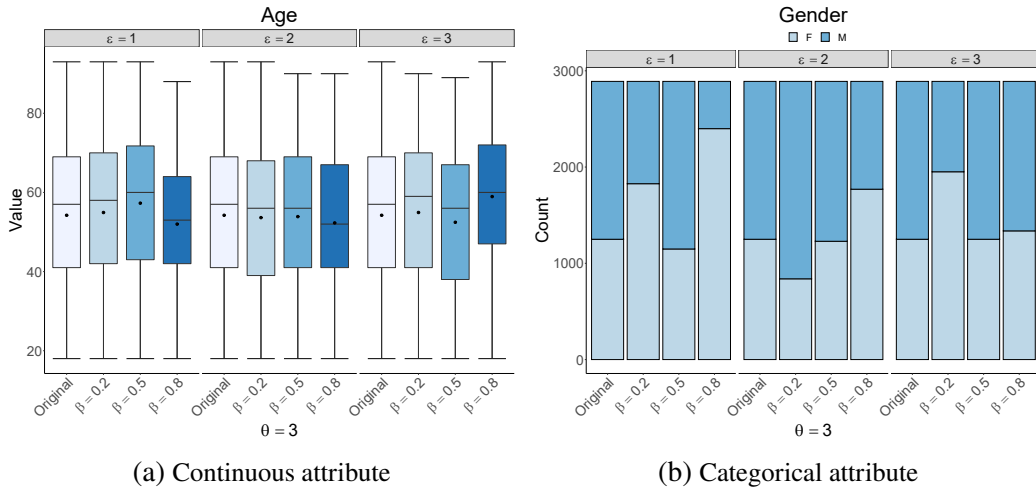 Age
ε = 1
ε = 2
ε = 3
Value
80
60
40
20
Original
β = 0.2
β = 0.5
β = 0.8
Original
β = 0.2
β = 0.5
β = 0.8
Original
β = 0.2
β = 0.5
β = 0.8
θ = 3
(a) Continuous attribute
Gender
F M
ε = 1
ε = 2
ε = 3
Count
3000
2000
1000
0
Original
β = 0.2
β = 0.5
β = 0.8
Original
β = 0.2
β = 0.5
β = 0.8
Original
β = 0.2
β = 0.5
β = 0.8
θ = 3
(b) Categorical attribute